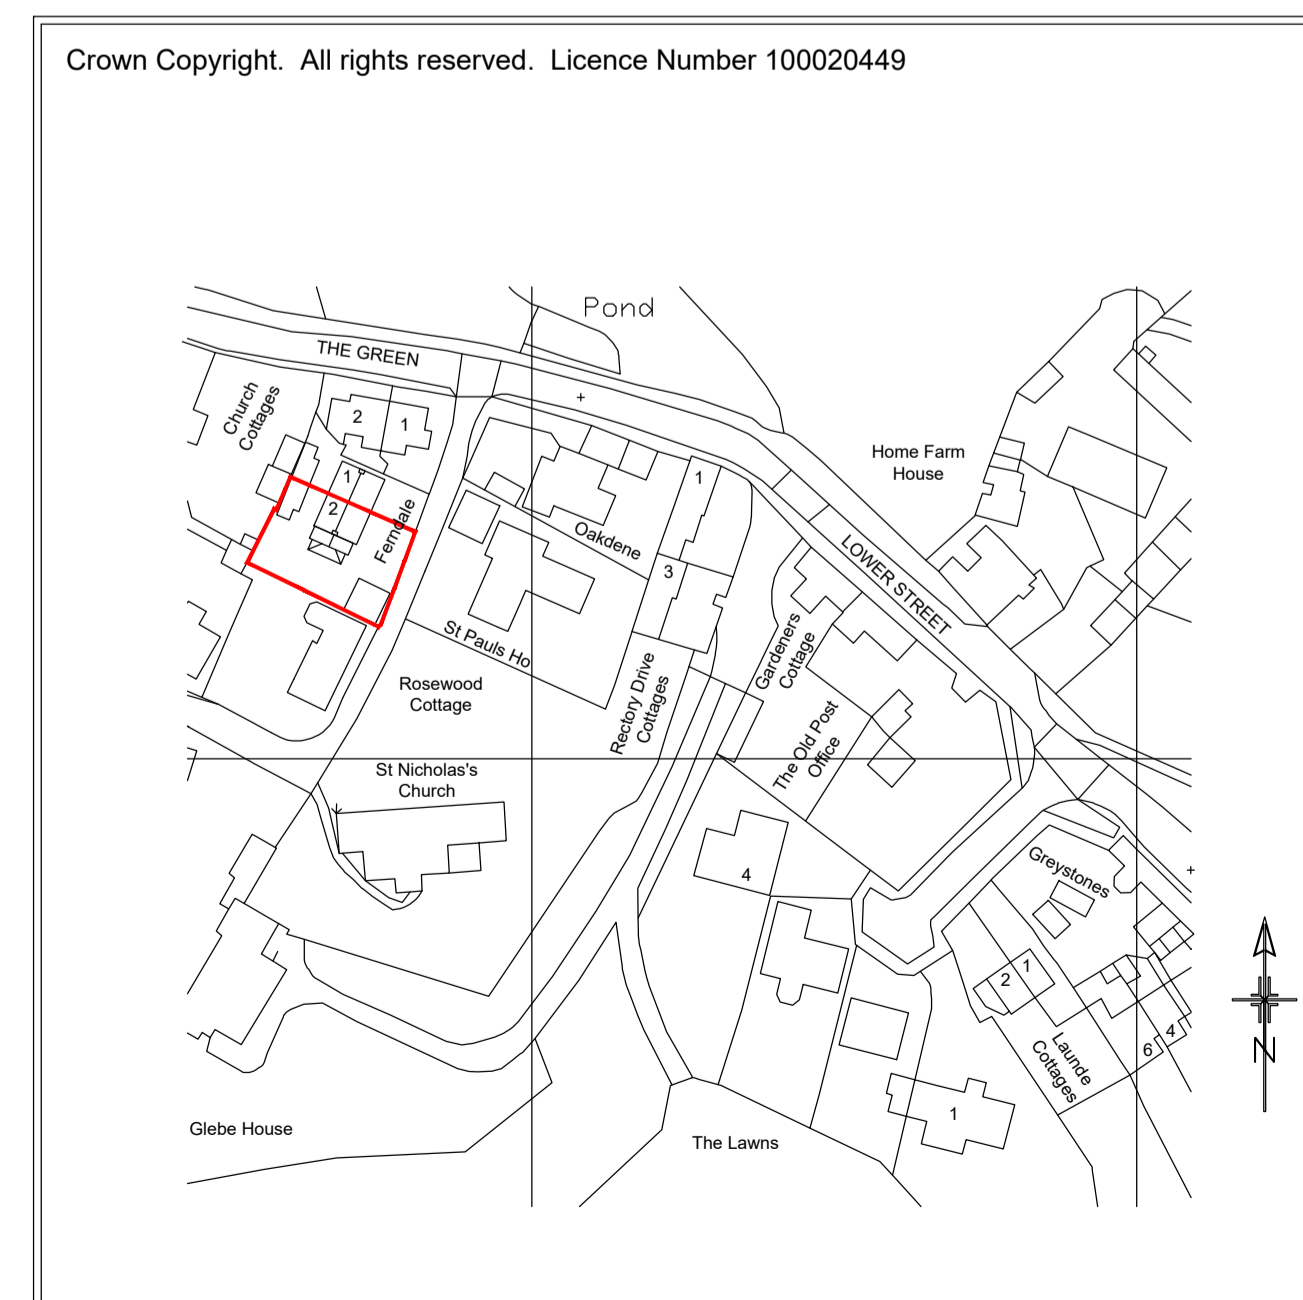 Crown Copyright.  All rights reserved.  Licence Number 100020449
Pond
THE GREEN
Church
Cottages
2
1
1
2
Ferndale
Oakdene
1
3
Home Farm
House
LOWER STREET
St Pauls Ho
Rosewood
Cottage
Rectory Drive
Cottages
Gardeners
Cottage
The Old Post
Office
St Nicholas's
Church
4
Greystones
2
1
Launde
Cottages
4
6
1
Glebe House
The Lawns
N